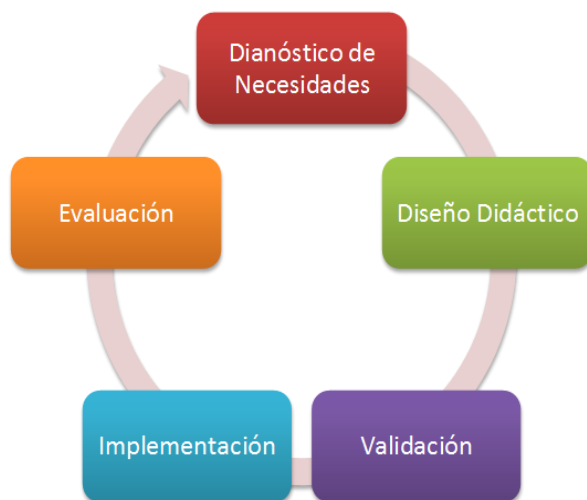 Dianóstico de
Necesidades
Diseño Didáctico
Validación
Implementación
Evaluación